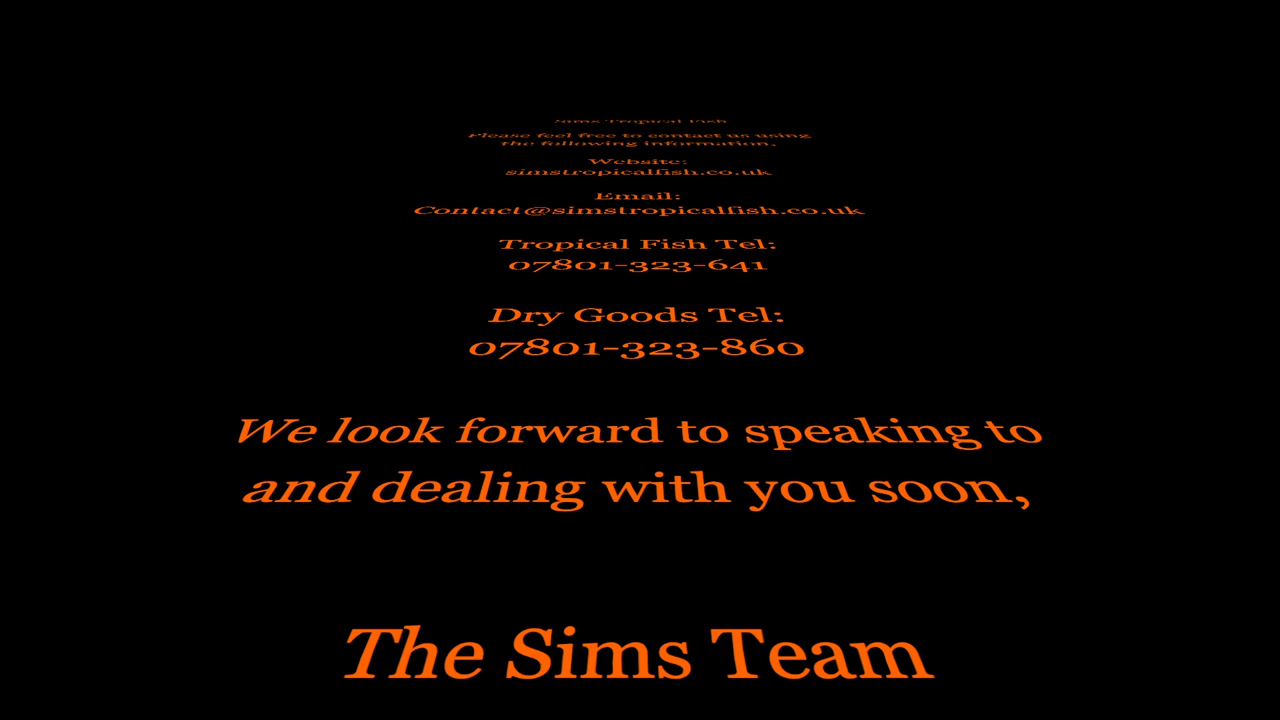 Sims Tropical Fish
Please feel free to contact us using
the following information,
Website:
simstropicalfish.co.uk
Email:
Contact@simstropicalfish.co.uk
Tropical Fish Tel:
07801-323-641
Dry Goods Tel:
07801-323-860
We look forward to speaking to
and dealing with you soon,
The Sims Team